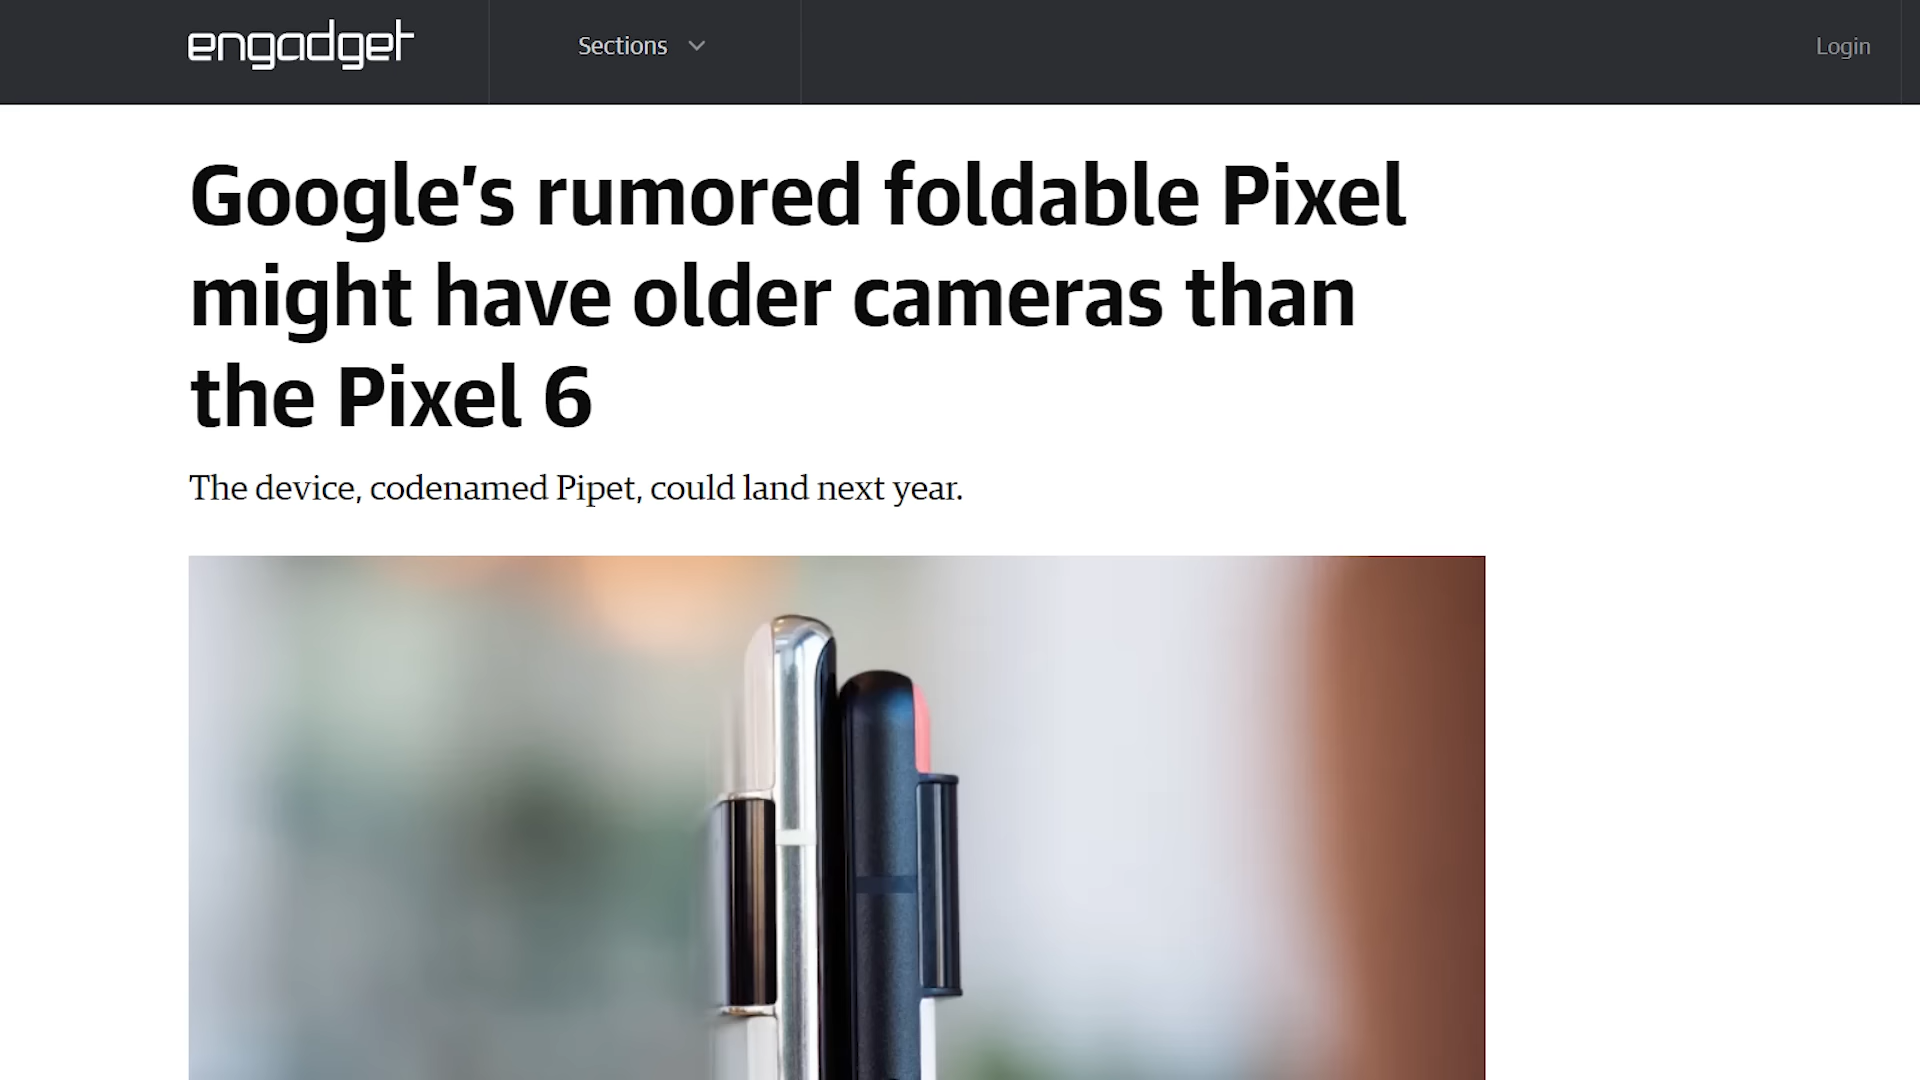 engadget
Sections
Login
Google's rumored foldable Pixel
might have older cameras than
the Pixel 6
The device, codenamed Pipet, could land next year.